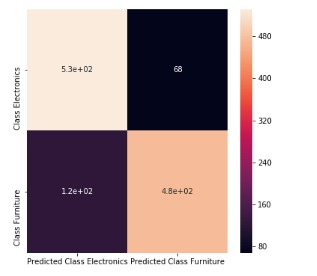 480
400
320
240
160
80
Class Electronics
5.3e+02 68
Class Furniture
1.2e+02 4.8e+02
Predicted Class Electronics Predicted Class Furniture